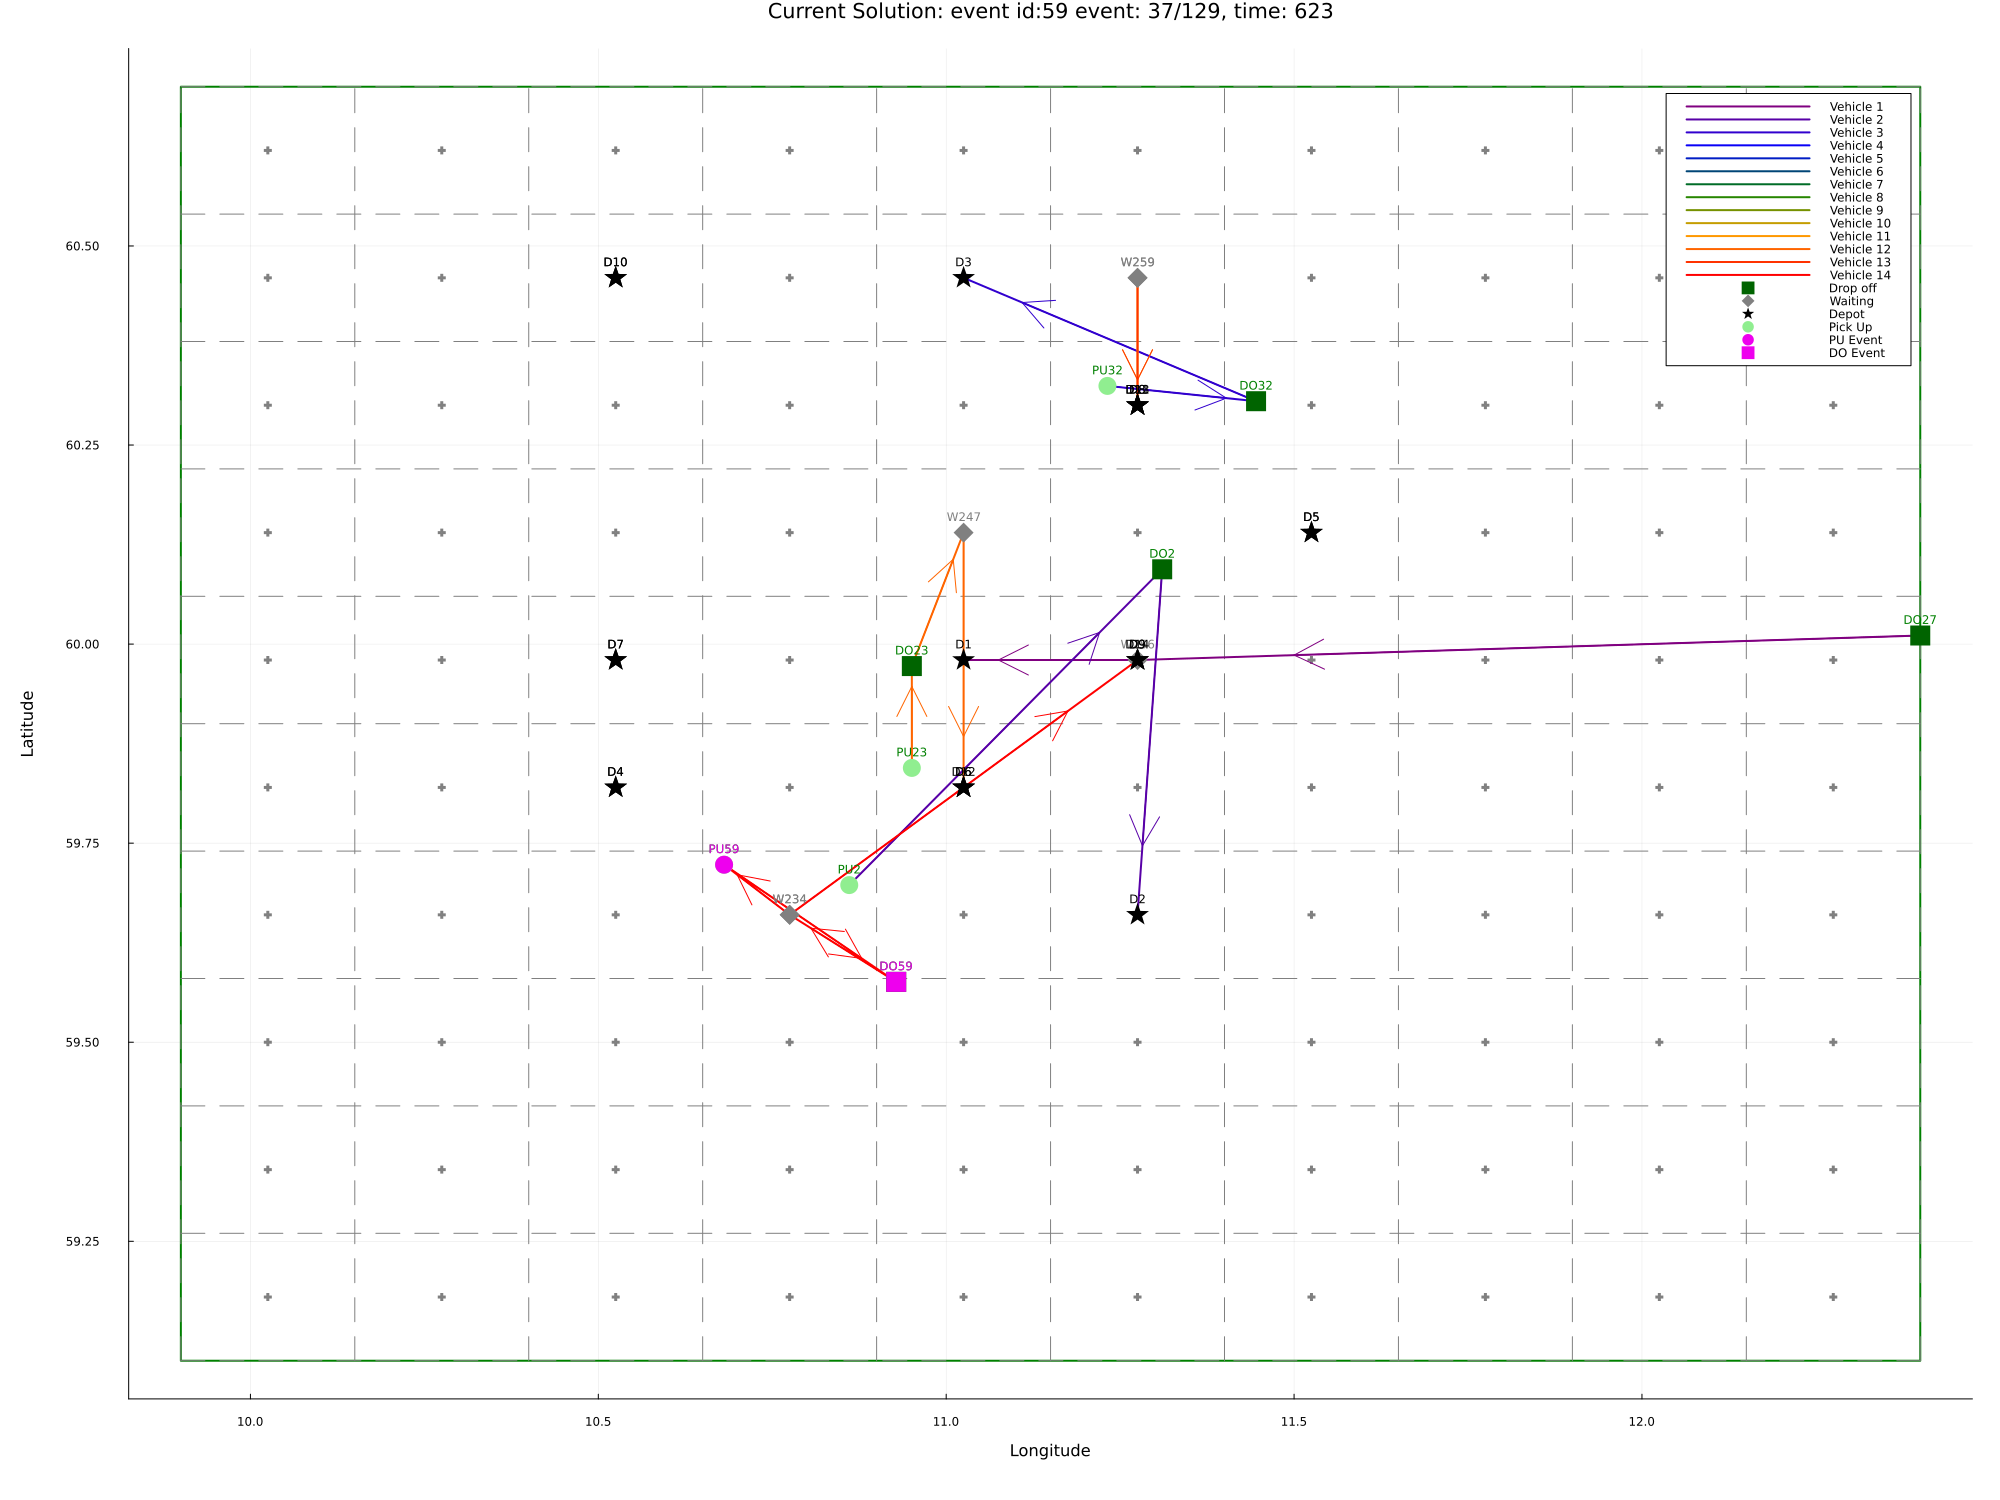 Current Solution: event id:59 event: 37/129, time: 623
Vehicle 1
Vehicle 2
Vehicle 3
Vehicle 4
Vehicle 5
Vehicle 6
Vehicle 7
Vehicle 8
Vehicle 9
Vehicle 10
Vehicle 11
Vehicle 12
Vehicle 13
Vehicle 14
Drop off
Waiting
Depot
Pick Up
PU Event
DO Event
60.50
D10
D3
W259
PU32
DO32
60.25
W247
D5
DO2
60.00
D7
DO23
D1
DO27
PU23
D4
59.75
PU59
PU2
W234
D2
DO59
59.50
59.25
10.0
10.5
11.0
11.5
12.0
Longitude
Latitude